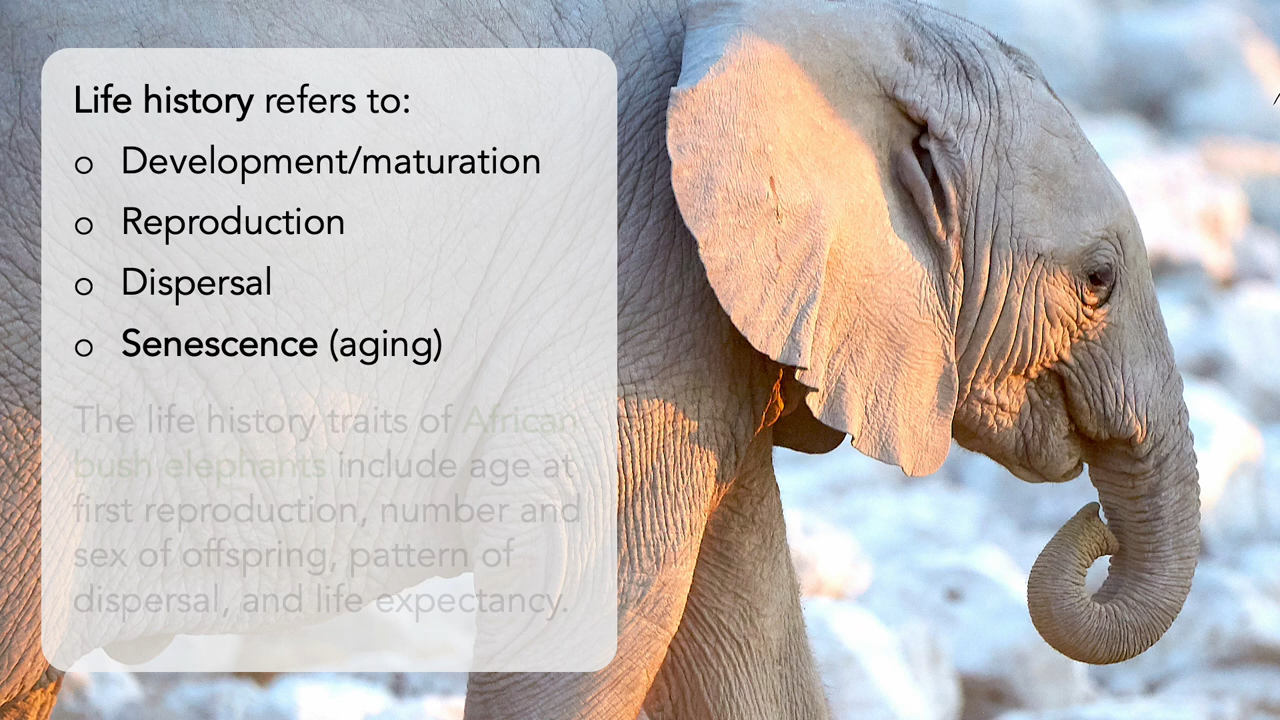 Life history refers to:
o Development/maturation
o Reproduction
o Dispersal
o Senescence (aging)
The life history traits of African
bush elephants include age at
first reproduction, number and
sex of offspring, pattern of
dispersal, and life expectancy.